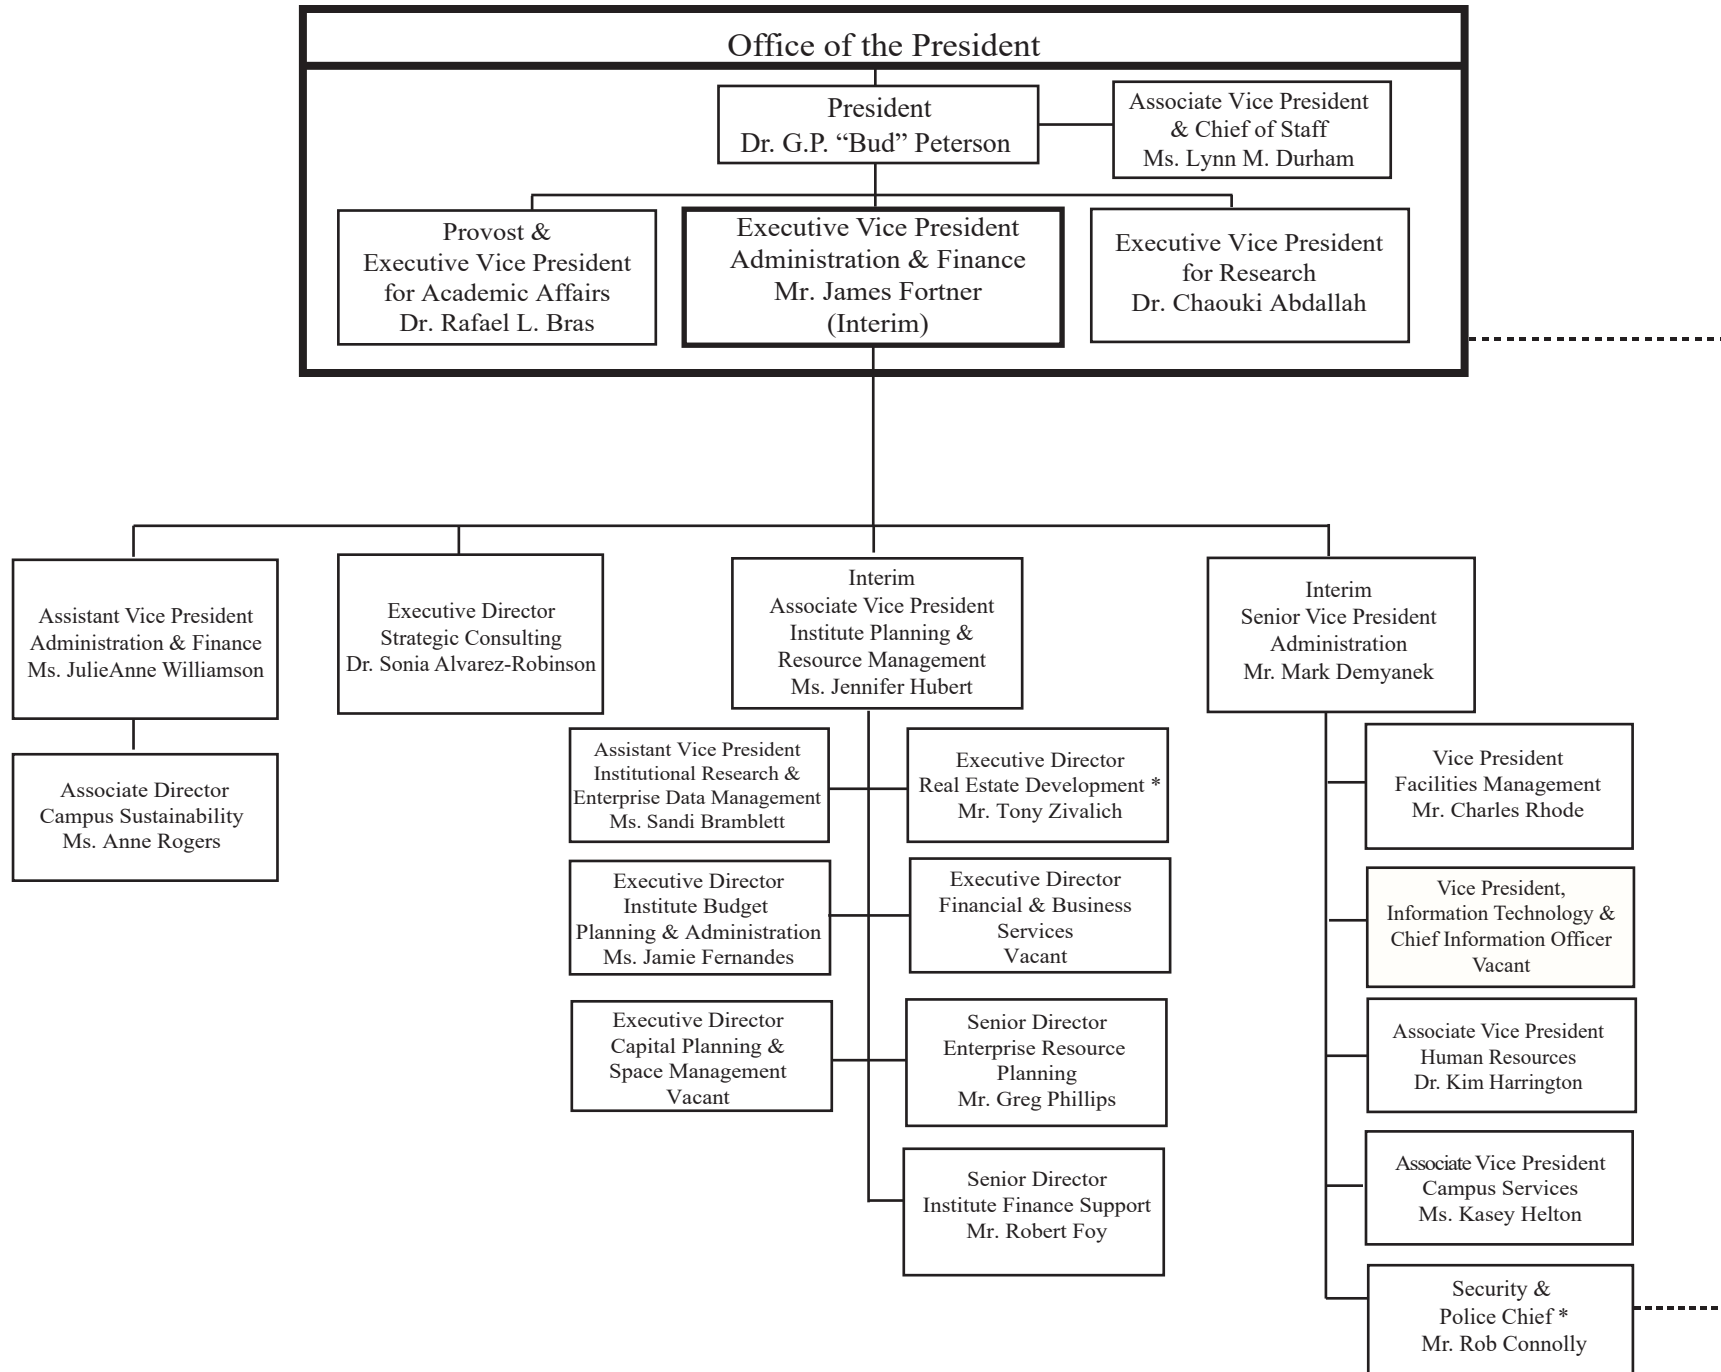 Office of the President
President
Dr. G.P. “Bud” Peterson
Associate Vice President
& Chief of Staff
Ms. Lynn M. Durham
Provost &
Executive Vice President
for Academic Affairs
Dr. Rafael L. Bras
Executive Vice President
Administration & Finance
Mr. James Fortner
(Interim)
Executive Vice President
for Research
Dr. Chaouki Abdallah
Assistant Vice President
Administration & Finance
Ms. JulieAnne Williamson
Associate Director
Campus Sustainability
Ms. Anne Rogers
Executive Director
Strategic Consulting
Dr. Sonia Alvarez-Robinson
Interim
Associate Vice President
Institute Planning &
Resource Management
Ms. Jennifer Hubert
Assistant Vice President
Institutional Research &
Enterprise Data Management
Ms. Sandi Bramblett
Executive Director
Real Estate Development *
Mr. Tony Zivalich
Executive Director
Institute Budget
Planning & Administration
Ms. Jamie Fernandes
Executive Director
Financial & Business
Services
Vacant
Executive Director
Capital Planning &
Space Management
Vacant
Senior Director
Enterprise Resource
Planning
Mr. Greg Phillips
Senior Director
Institute Finance Support
Mr. Robert Foy
Interim
Senior Vice President
Administration
Mr. Mark Demyanek
Vice President
Facilities Management
Mr. Charles Rhode
Vice President,
Information Technology &
Chief Information Officer
Vacant
Associate Vice President
Human Resources
Dr. Kim Harrington
Associate Vice President
Campus Services
Ms. Kasey Helton
Security &
Police Chief *
Mr. Rob Connolly